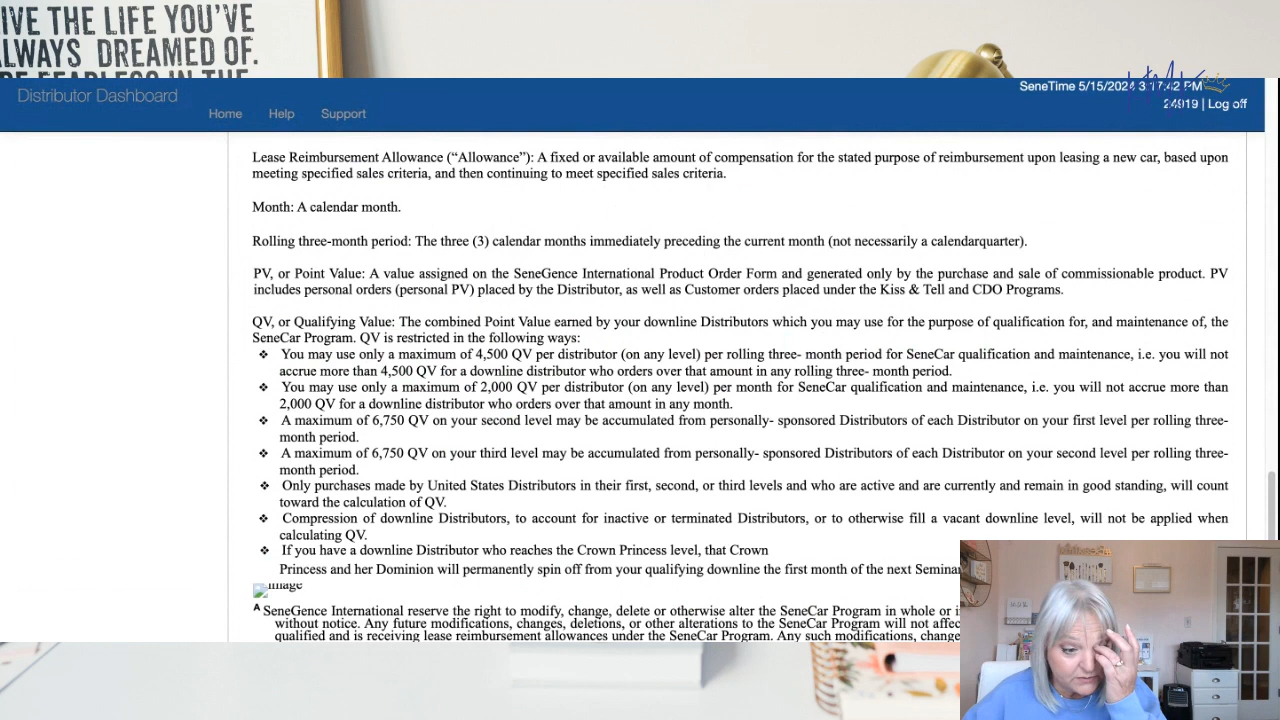 IVE THE LIFE YOU'VE
LWAYS DREAMED OF.
Distributor Dashboard
SeneTime 5/15/2024 3:17:42 PM
24919 | Log off
Home Help Support
Lease Reimbursement Allowance (“Allowance”): A fixed or available amount of compensation for the stated purpose of reimbursement upon leasing a new car, based upon
meeting specified sales criteria, and then continuing to meet specified sales criteria.
Month: A calendar month.
Rolling three-month period: The three (3) calendar months immediately preceding the current month (not necessarily a calendarquarter).
PV, or Point Value: A value assigned on the SeneGence International Product Order Form and generated only by the purchase and sale of commissionable product. PV
includes personal orders (personal PV) placed by the Distributor, as well as Customer orders placed under the Kiss & Tell and CDO Programs.
QV, or Qualifying Value: The combined Point Value earned by your downline Distributors which you may use for the purpose of qualification for, and maintenance of, the
SeneCar Program. QV is restricted in the following ways:
❖ You may use only a maximum of 4,500 QV per distributor (on any level) per rolling three- month period for SeneCar qualification and maintenance, i.e. you will not
accrue more than 4,500 QV for a downline distributor who orders over that amount in any rolling three- month period.
❖ You may use only a maximum of 2,000 QV per distributor (on any level) per month for SeneCar qualification and maintenance, i.e. you will not accrue more than
2,000 QV for a downline distributor who orders over that amount in any month.
❖ A maximum of 6,750 QV on your second level may be accumulated from personally- sponsored Distributors of each Distributor on your first level per rolling three-
month period.
❖ A maximum of 6,750 QV on your third level may be accumulated from personally- sponsored Distributors of each Distributor on your second level per rolling three-
month period.
❖ Only purchases made by United States Distributors in their first, second, or third levels and who are active and are currently and remain in good standing, will count
toward the calculation of QV.
❖ Compression of downline Distributors, to account for inactive or terminated Distributors, or to otherwise fill a vacant downline level, will not be applied when
calculating QV.
❖ If you have a downline Distributor who reaches the Crown Princess level, that Crown
Princess and her Dominion will permanently spin off from your qualifying downline the first month of the next Seminar
image
A SeneGence International reserve the right to modify, change, delete or otherwise alter the SeneCar Program in whole or i
without notice. Any future modifications, changes, deletions, or other alterations to the SeneCar Program will not affec
qualified and is receiving lease reimbursement allowances under the SeneCar Program. Any such modifications, change